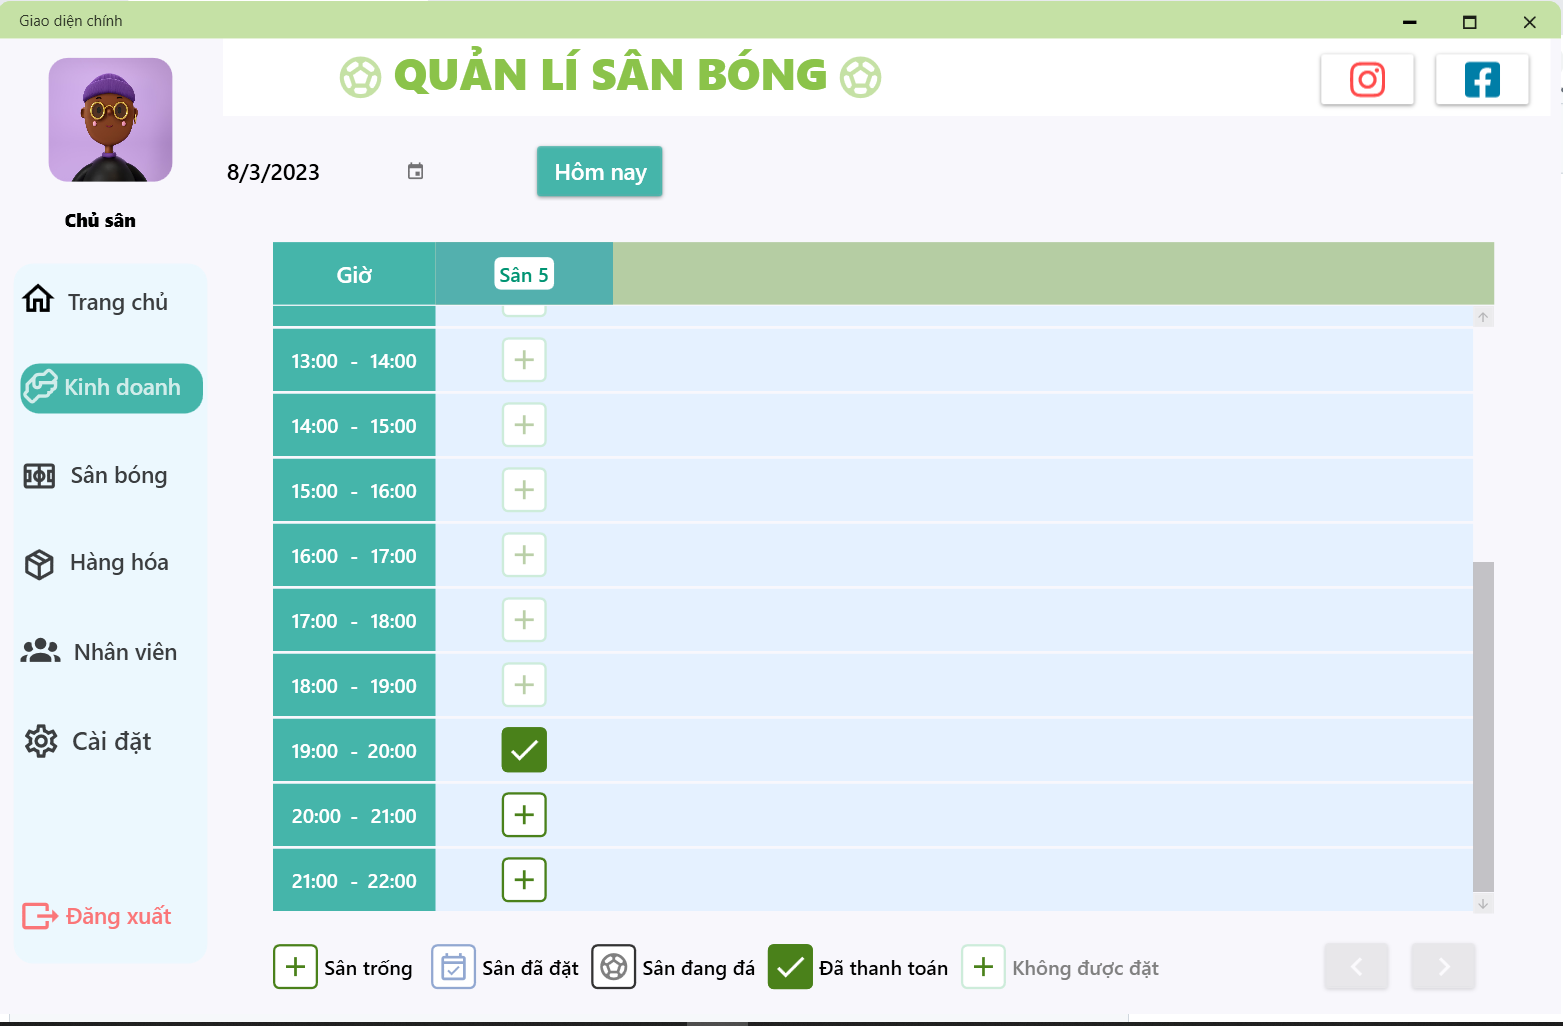 Giao diện chính
QUẢN LÍ SÂN BÓNG
8/3/2023
Hôm nay
Chủ sân
Trang chủ
Kinh doanh
Sân bóng
Hàng hóa
Nhân viên
Cài đặt
Đăng xuất
Giờ
Sân 5
13:00 - 14:00
14:00 - 15:00
15:00 - 16:00
16:00 - 17:00
17:00 - 18:00
18:00 - 19:00
19:00 - 20:00
20:00 - 21:00
21:00 - 22:00
Sân trống
Sân đã đặt
Sân đang đá
Đã thanh toán
Không được đặt